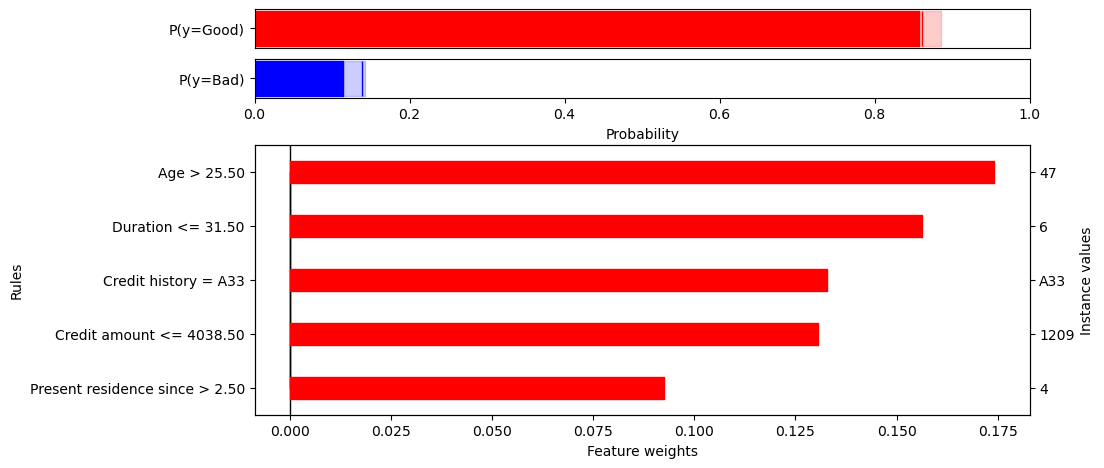 P(y=Good)
P(y=Bad)
0.0 0.2 0.4 0.6 0.8 1.0
Probability
Age > 25.50 47
Duration <= 31.50 6
Credit history = A33 A33
Credit amount <= 4038.50 1209
Present residence since > 2.50 4
Rules
Instance values
0.000 0.025 0.050 0.075 0.100 0.125 0.150 0.175
Feature weights